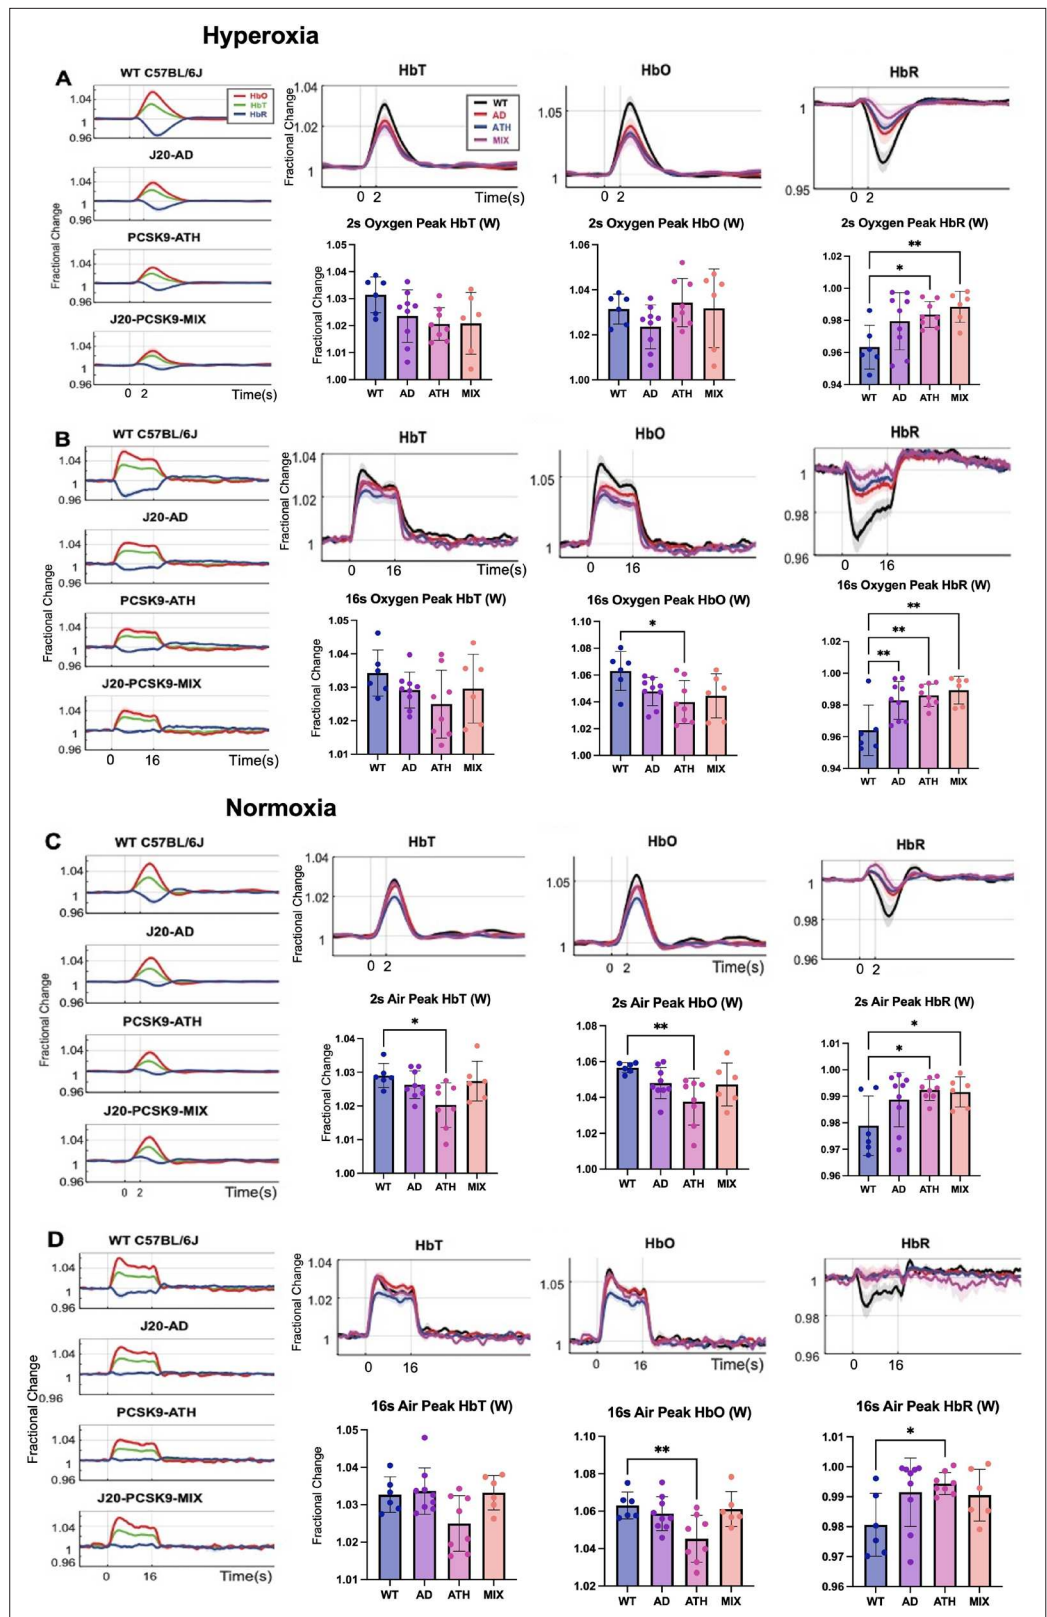 Hyperoxia
A
WT C57BL/6J
1.04
1
0.96
HbO
HbT
HbR
J20-AD
1.04
1
0.96
PCSK9-ATH
1.04
1
0.96
J20-PCSK9-MIX
1.04
1
0.96
0 2
Time(s)
Fractional Change
HbT
Fractional Change
1.04
1.02
1
WT
AD
ATH
MIX
0 2
Time(s)
HbO
1.05
1
0 2
HbR
1
0.95
0 2
2s Oyxgen Peak HbT (W)
Fractional Change
1.05
1.04
1.03
1.02
1.01
1.00
WT AD ATH MIX
2s Oyxgen Peak HbO (W)
1.06
1.04
1.02
1.00
WT AD ATH MIX
2s Oyxgen Peak HbR (W)
**
*
1.02
1.00
0.98
0.96
0.94
WT AD ATH MIX
B
WT C57BL/6J
1.04
1
0.96
J20-AD
1.04
1
0.96
PCSK9-ATH
1.04
1
0.96
J20-PCSK9-MIX
1.04
1
0.96
0 16
Time(s)
Fractional Change
HbT
Fractional Change
1.04
1.02
1
0 16
Time(s)
HbO
1.05
1
0 16
HbR
1
0.98
0.96
0 16
16s Oxygen Peak HbT (W)
Fractional Change
1.05
1.04
1.03
1.02
1.01
WT AD ATH MIX
16s Oxygen Peak HbO (W)
*
1.10
1.08
1.06
1.04
1.02
1.00
WT AD ATH MIX
16s Oxygen Peak HbR (W)
**
**
**
1.02
1.00
0.98
0.96
0.94
WT AD ATH MIX
Normoxia
C
WT C57BL/6J
1.04
1
0.96
J20-AD
1.04
1
0.96
PCSK9-ATH
1.04
1
0.96
J20-PCSK9-MIX
1.04
1
0.96
0 2
Time(s)
Fractional Change
HbT
Fractional Change
1.04
1.02
1
0 2
HbO
1.05
1
0 2
Time(s)
HbR
1
0.98
0.96
0 2
2s Air Peak HbT (W)
*
Fractional Change
1.04
1.03
1.02
1.01
1.00
WT AD ATH MIX
2s Air Peak HbO (W)
**
1.08
1.06
1.04
1.02
1.00
WT AD ATH MIX
2s Air Peak HbR (W)
*
*
1.01
1.00
0.99
0.98
0.97
0.96
WT AD ATH MIX
D
WT C57BL/6J
1.04
1
0.96
J20-AD
1.04
1
0.96
PCSK9-ATH
1.04
1
0.96
J20-PCSK9-MIX
1.04
1
0.96
0 16
Time(s)
Fractional Change
HbT
Fractional Change
1.04
1.02
1
0 16
HbO
1.05
1
0 16
Time(s)
HbR
1
0.98
0.96
0 16
16s Air Peak HbT (W)
Fractional Change
1.05
1.04
1.03
1.02
1.01
WT AD ATH MIX
16s Air Peak HbO (W)
**
1.10
1.08
1.06
1.04
1.02
WT AD ATH MIX
16s Air Peak HbR (W)
*
1.01
1.00
0.99
0.98
0.97
0.96
WT AD ATH MIX